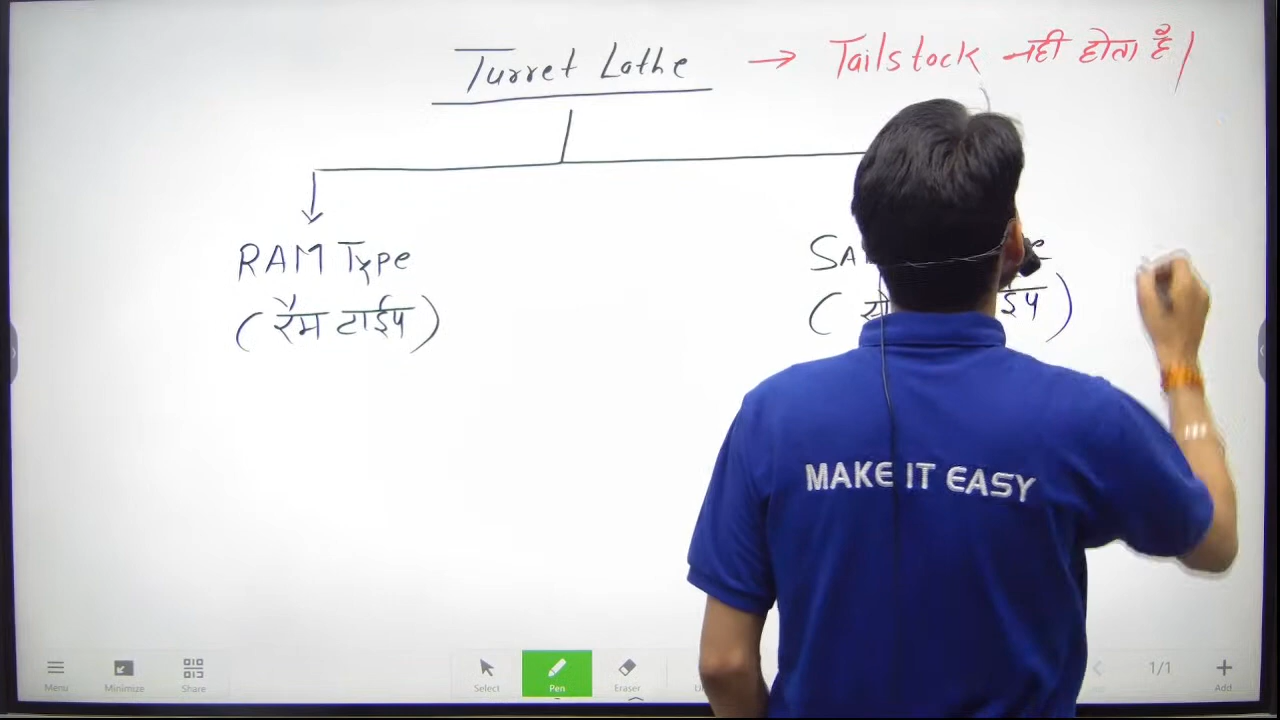 Turret Lathe → Tailstock नही होता है।
RAM Type
(रैम टाईप)
MAKE IT EASY
Menu
Minimize
Share
Select
Pen
Eraser
1/1
Add